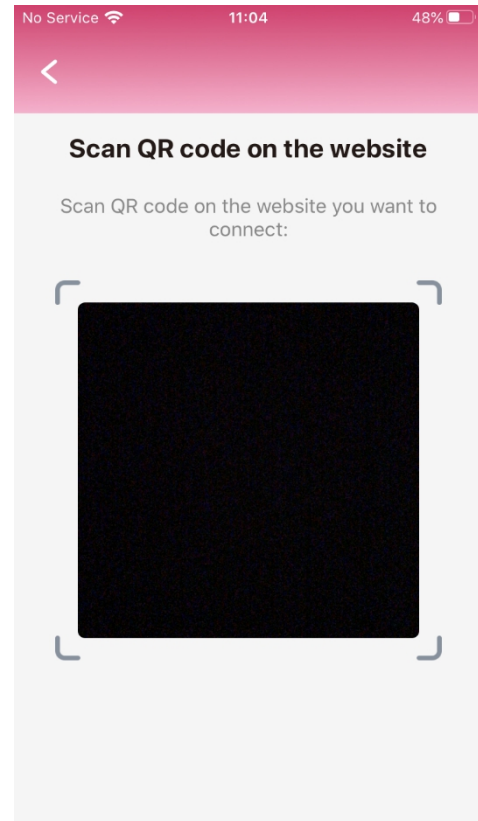 No Service 11:04 48%
Scan QR code on the website
Scan QR code on the website you want to
connect: